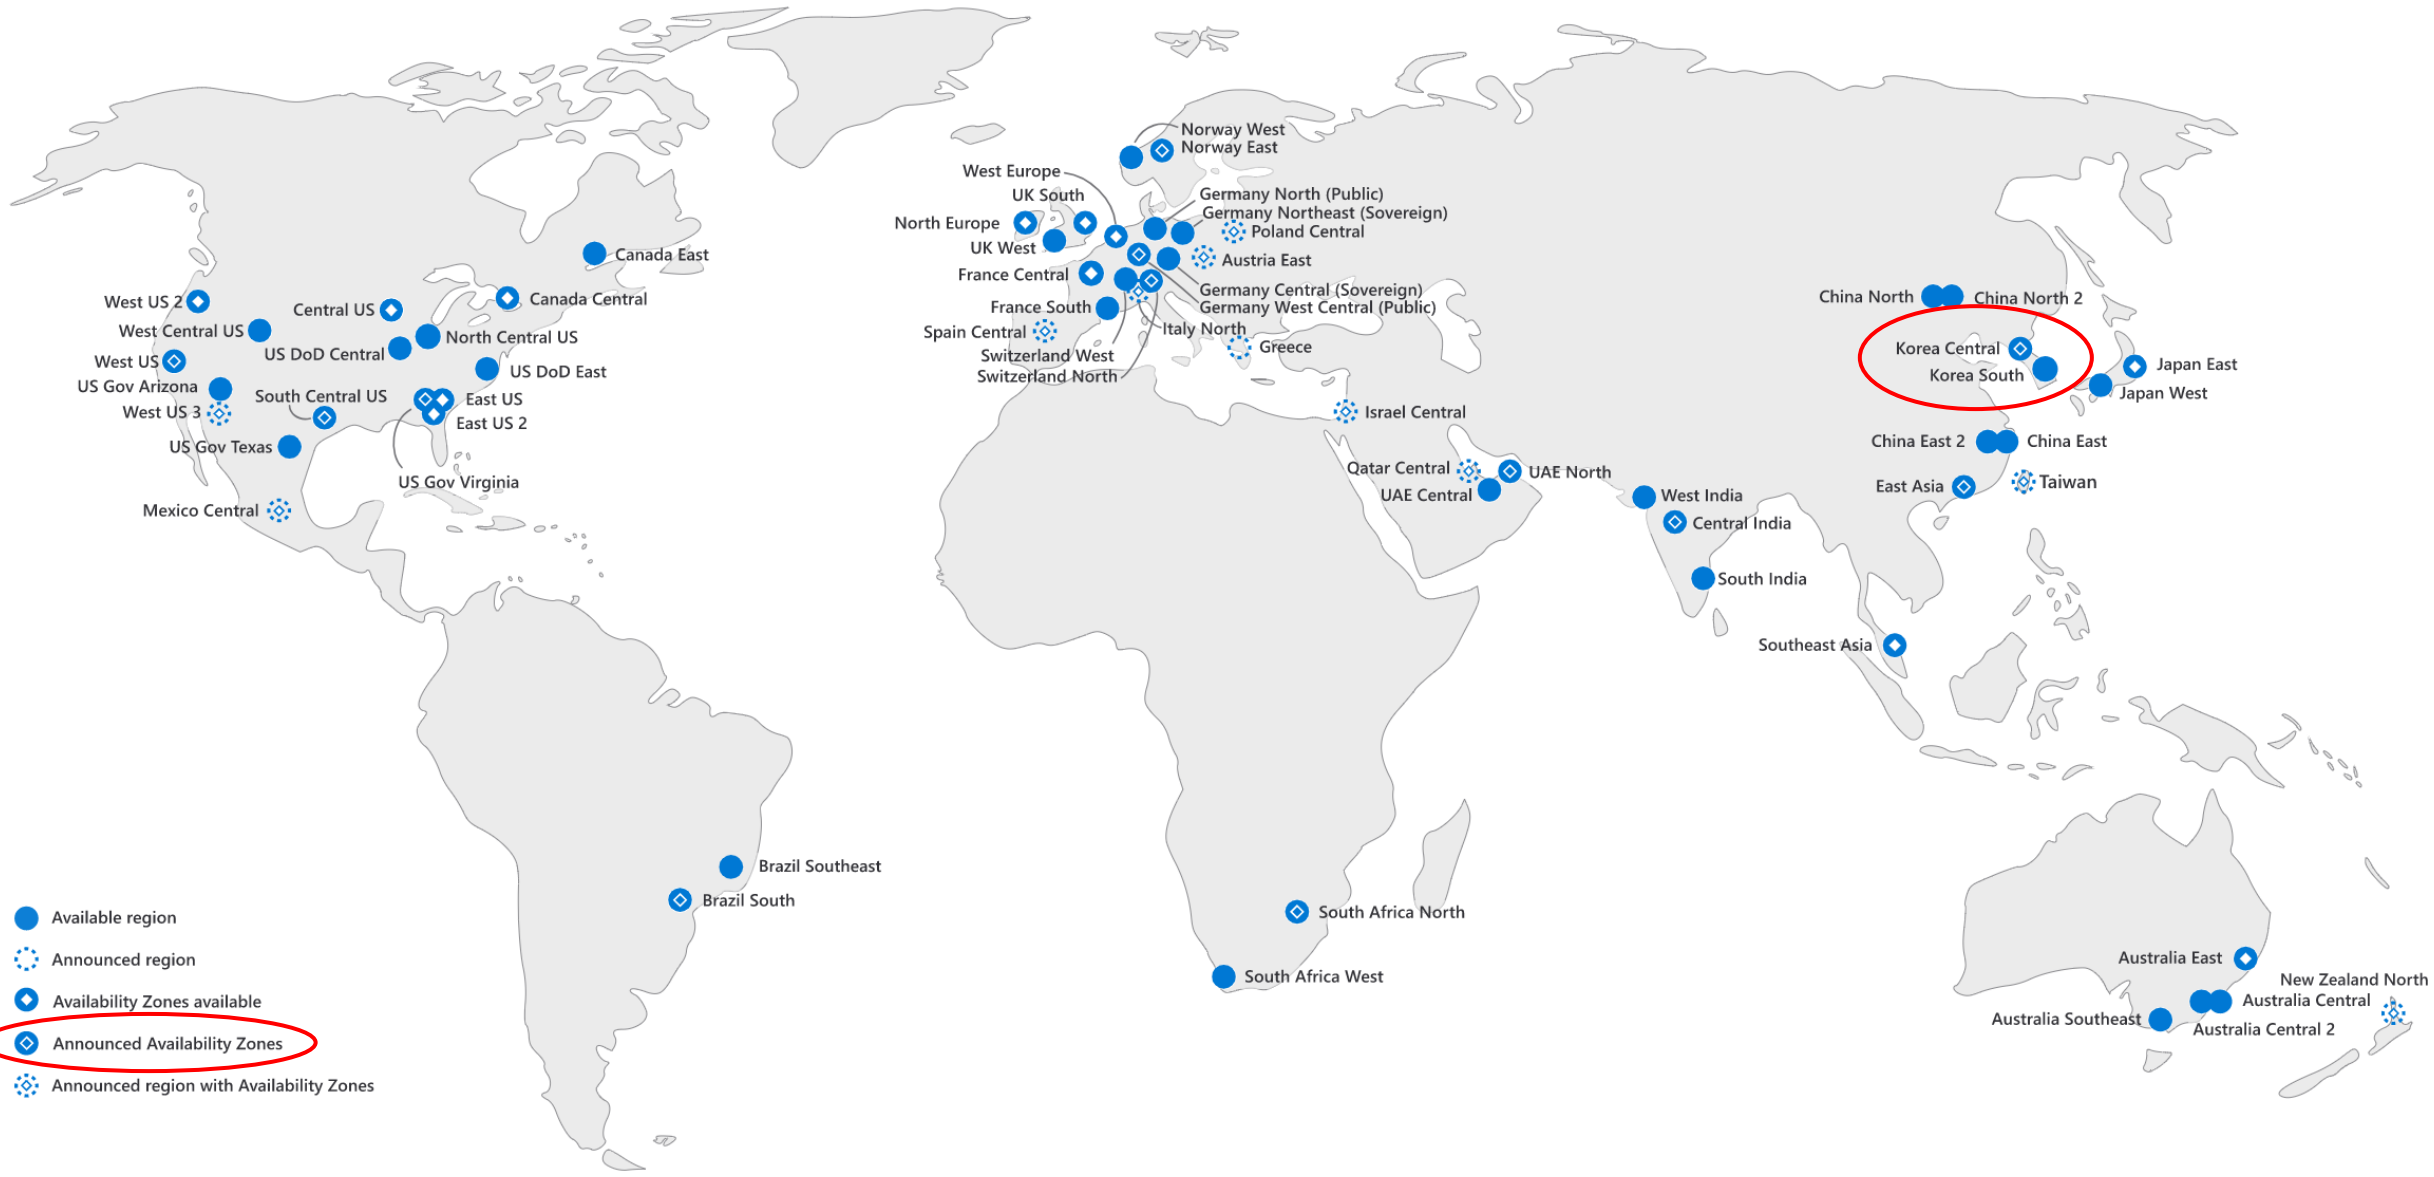 Norway West
Norway East
West Europe
UK South
North Europe
UK West
Germany North (Public)
Germany Northeast (Sovereign)
Poland Central
Austria East
France Central
Germany Central (Sovereign)
Germany West Central (Public)
France South
Italy North
Spain Central
Greece
Switzerland West
Switzerland North
Canada East
West US 2
Central US
Canada Central
West Central US
North Central US
US DoD Central
West US
US DoD East
US Gov Arizona
South Central US
East US
West US 3
East US 2
US Gov Texas
US Gov Virginia
Mexico Central
Israel Central
Qatar Central
UAE North
UAE Central
China North
China North 2
Korea Central
Korea South
Japan East
Japan West
China East 2
China East
East Asia
Taiwan
West India
Central India
South India
Southeast Asia
Brazil Southeast
Brazil South
South Africa North
South Africa West
Australia East
New Zealand North
Australia Central
Australia Southeast
Australia Central 2
Available region
Announced region
Availability Zones available
Announced Availability Zones
Announced region with Availability Zones